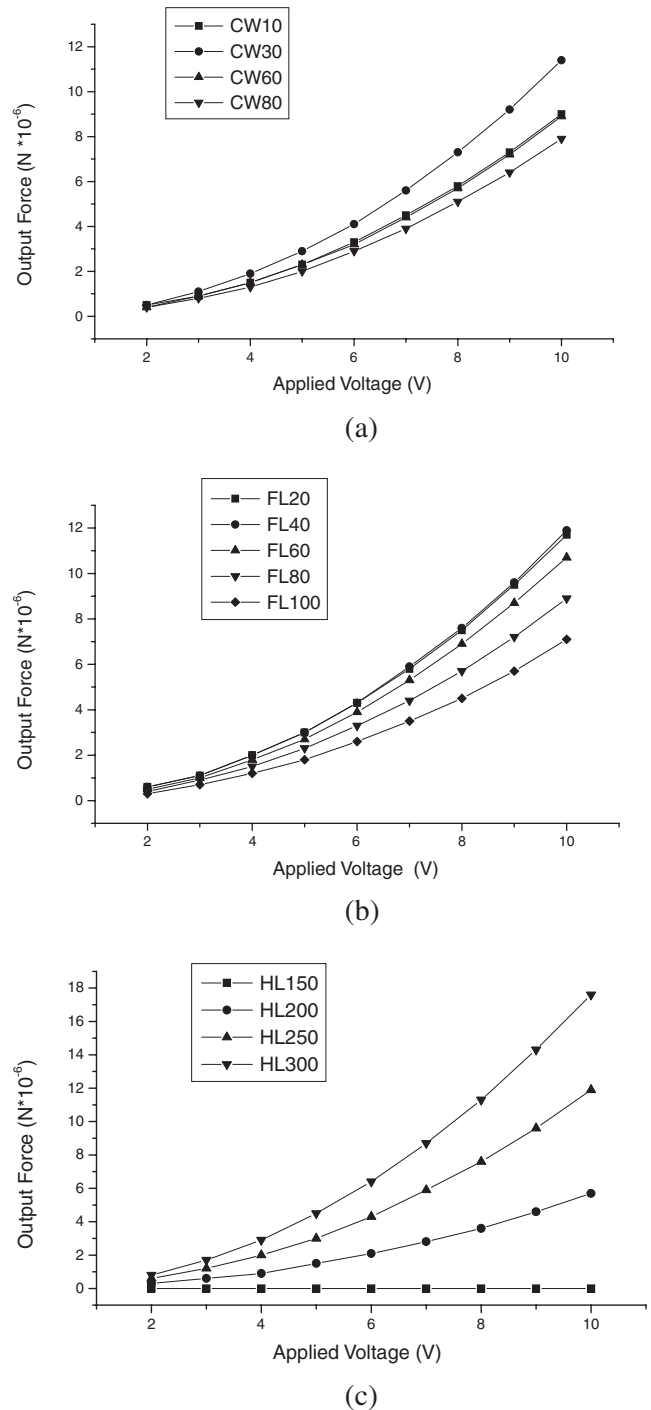 CW10
CW30
CW60
CW80
12
10
8
6
4
2
0
Output Force (N *10-6)
2 4 6 8 10
Applied Voltage (V)
(a)
FL20
FL40
FL60
FL80
FL100
12
10
8
6
4
2
0
Output Force (N*10-6)
2 4 6 8 10
Applied Voltage (V)
(b)
HL150
HL200
HL250
HL300
18
16
14
12
10
8
6
4
2
0
Output Force (N*10-6)
2 4 6 8 10
Applied Voltage (V)
(c)